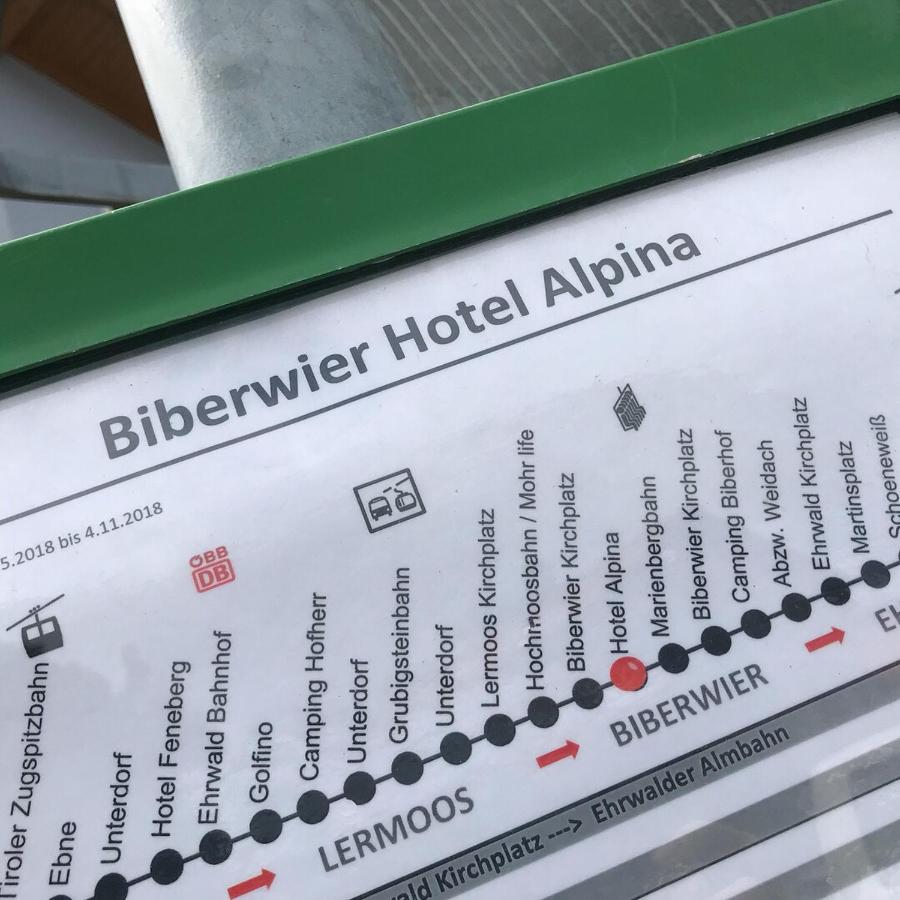 Biberwier Hotel Alpina
5.2018 bis 4.11.2018
ÖBB
DB
Tiroler Zugspitzbahn
Ebne
Unterdorf
Hotel Feneberg
Ehrwald Bahnhof
Golfino
Camping Hofherr
Unterdorf
Grubigsteinbahn
Unterdorf
Lermoos Kirchplatz
Hochmoosbahn / Mohr life
Biberwier Kirchplatz
Hotel Alpina
Marienbergbahn
Biberwier Kirchplatz
Camping Biberhof
Abzw. Weidach
Ehrwald Kirchplatz
Martinsplatz
Schoeneweiß
LERMOOS
BIBERWIER
Kirchplatz ---> Ehrwalder Almbahn